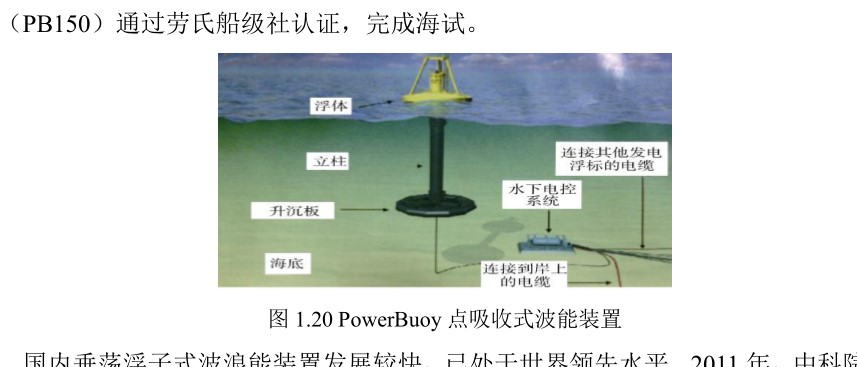 （PB150）通过劳氏船级社认证，完成海试。
浮体
立柱
连接其他发电
浮标的电缆
水下电控
系统
升沉板
海底
连接到岸上
的电缆
图 1.20 PowerBuoy 点吸收式波能装置
国内垂荡浮子式波浪能装置发展较快，已处于世界领先水平。2011 年，中科院